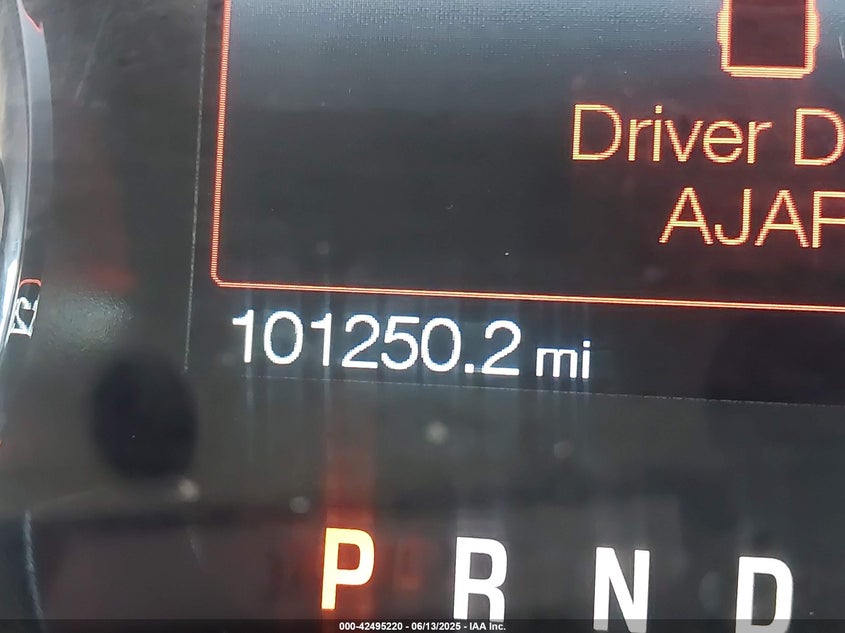 Driver D
AJAR
101250.2 mi
P R N D
000-42495220 - 06/13/2025 - IAA Inc.